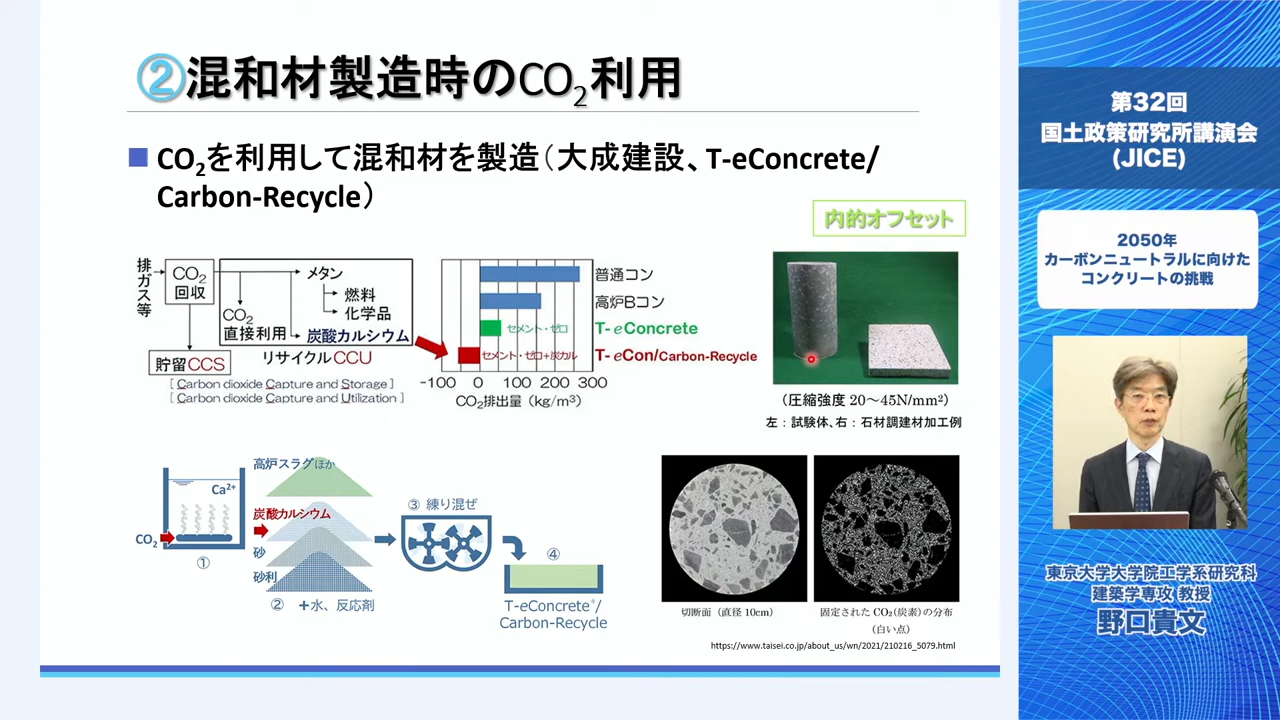 ②混和材製造時のCO2利用
■ CO2を利用して混和材を製造（大成建設、T-eConcrete/
Carbon-Recycle）
内的オフセット
排ガス等
CO2
回収
CO2
直接利用
メタン
燃料
化学品
炭酸カルシウム
貯留CCS
リサイクルCCU
[ Carbon dioxide Capture and Storage ]
[ Carbon dioxide Capture and Utilization ]
普通コン
高炉Bコン
セメント・ゼロ
T-eConcrete
セメント・ゼロ+炭カル
T-eCon/Carbon-Recycle
-100 0 100 200 300
CO2排出量（kg/m³）
（圧縮強度 20～45N/mm²）
左：試験体、右：石材調建材加工例
Ca2+
CO2
①
高炉スラグほか
炭酸カルシウム
砂
砂利
② ＋水、反応剤
③ 練り混ぜ
④
T-eConcrete®/
Carbon-Recycle
切断面（直径 10cm）
固定された CO2（炭素）の分布
（白い点）
https://www.taisei.co.jp/about_us/wn/2021/210216_5079.html
第32回
国土政策研究所講演会
(JICE)
2050年
カーボンニュートラルに向けた
コンクリートの挑戦
東京大学大学院工学系研究科
建築学専攻 教授
野口貴文